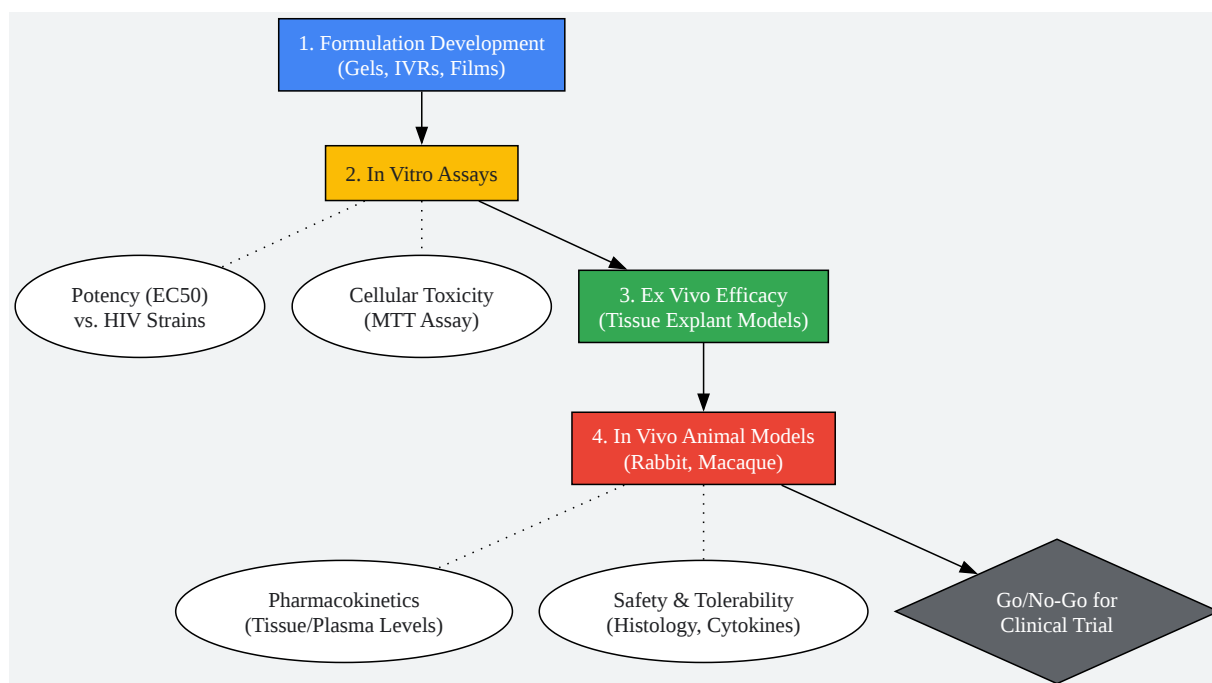 1. Formulation Development
(Gels, IVRs, Films)
2. In Vitro Assays
Potency (EC50)
vs. HIV Strains
Cellular Toxicity
(MTT Assay)
3. Ex Vivo Efficacy
(Tissue Explant Models)
4. In Vivo Animal Models
(Rabbit, Macaque)
Pharmacokinetics
(Tissue/Plasma Levels)
Safety & Tolerability
(Histology, Cytokines)
Go/No-Go for
Clinical Trial